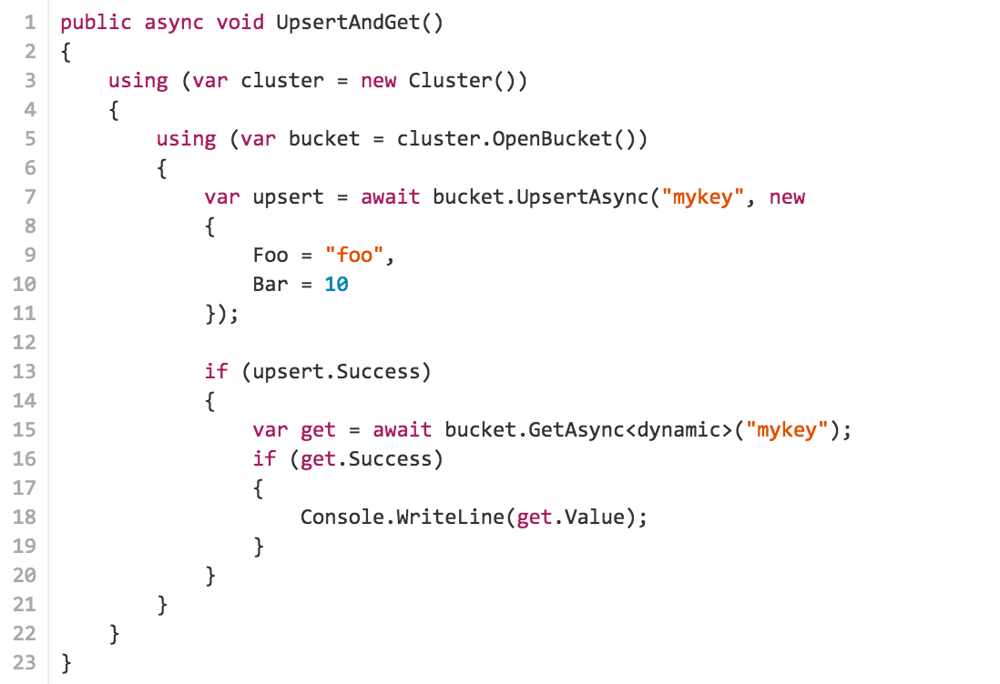 1 public async void UpsertAndGet()
2 {
3     using (var cluster = new Cluster())
4     {
5         using (var bucket = cluster.OpenBucket())
6         {
7             var upsert = await bucket.UpsertAsync("mykey", new
8             {
9                 Foo = "foo",
10                 Bar = 10
11             });
12
13             if (upsert.Success)
14             {
15                 var get = await bucket.GetAsync<dynamic>("mykey");
16                 if (get.Success)
17                 {
18                     Console.WriteLine(get.Value);
19                 }
20             }
21         }
22     }
23 }